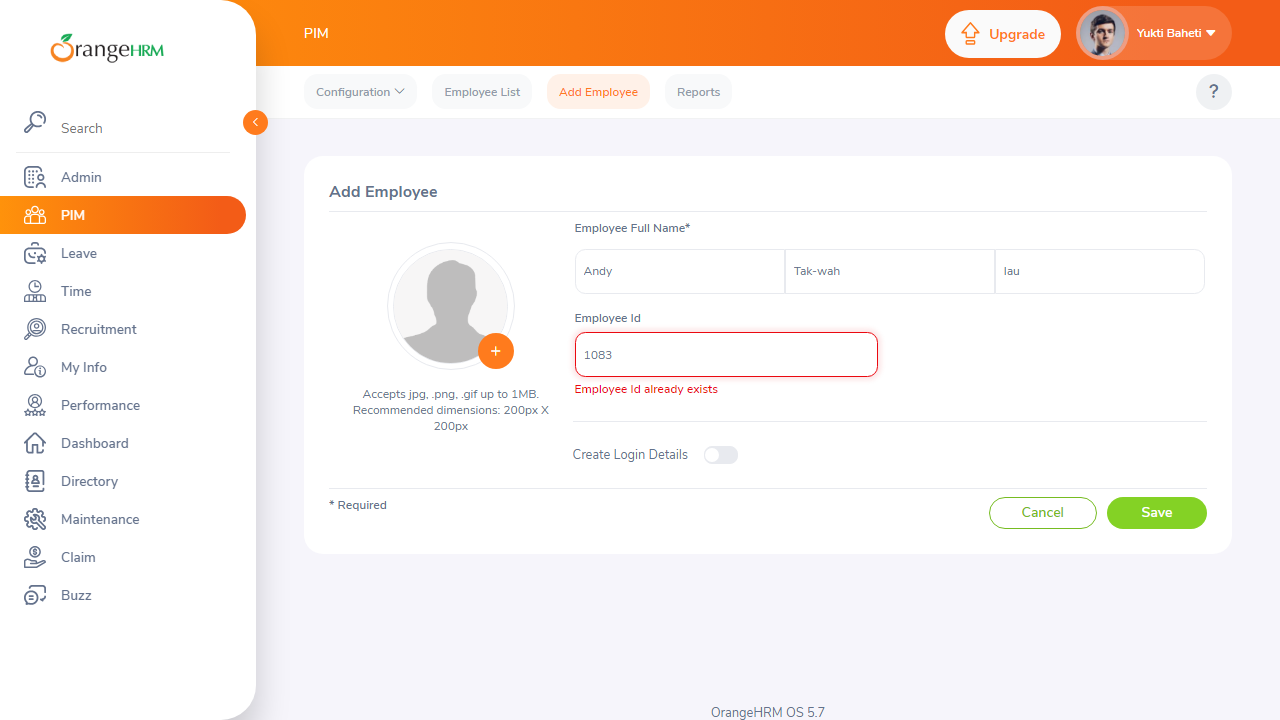 OrangeHRM
PIM
Upgrade
Yukti Baheti
Configuration
Employee List
Add Employee
Reports
?
Search
Admin
PIM
Leave
Time
Recruitment
My Info
Performance
Dashboard
Directory
Maintenance
Claim
Buzz
Add Employee
Employee Full Name*
Andy Tak-wah lau
Employee Id
1083
Employee Id already exists
+
Accepts jpg, .png, .gif up to 1MB.
Recommended dimensions: 200px X
200px
Create Login Details
* Required
Cancel
Save
OrangeHRM OS 5.7